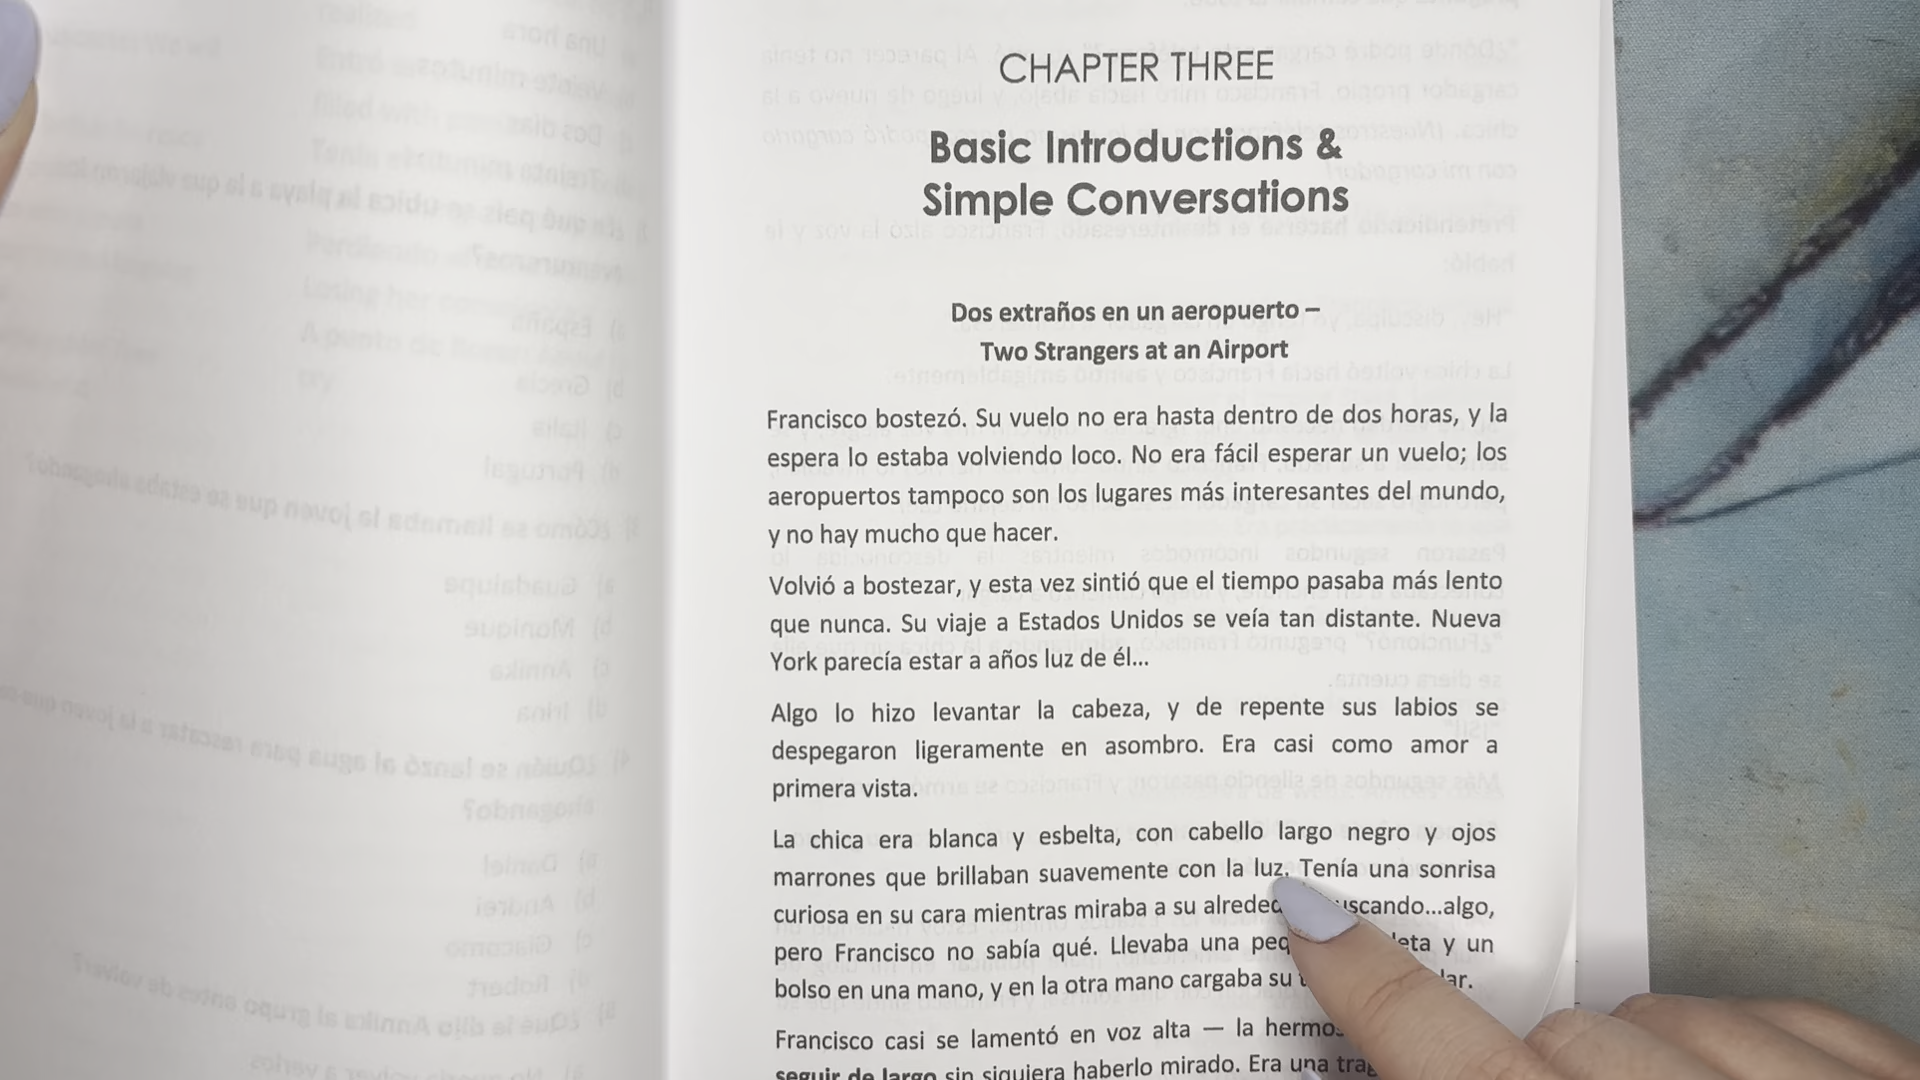 CHAPTER THREE
Basic Introductions &
Simple Conversations
Dos extraños en un aeropuerto –
Two Strangers at an Airport
Francisco bostezó. Su vuelo no era hasta dentro de dos horas, y la
espera lo estaba volviendo loco. No era fácil esperar un vuelo; los
aeropuertos tampoco son los lugares más interesantes del mundo,
y no hay mucho que hacer.
Volvió a bostezar, y esta vez sintió que el tiempo pasaba más lento
que nunca. Su viaje a Estados Unidos se veía tan distante. Nueva
York parecía estar a años luz de él...
Algo lo hizo levantar la cabeza, y de repente sus labios se
despegaron ligeramente en asombro. Era casi como amor a
primera vista.
La chica era blanca y esbelta, con cabello largo negro y ojos
marrones que brillaban suavemente con la luz. Tenía una sonrisa
curiosa en su cara mientras miraba a su algo,
pero Francisco no sabía qué. Llevaba una y un
bolso en una mano, y en la otra mano cargaba su
Francisco casi se lamentó en voz alta — la
seguir de largo sin siquiera haberlo mirado. Era una